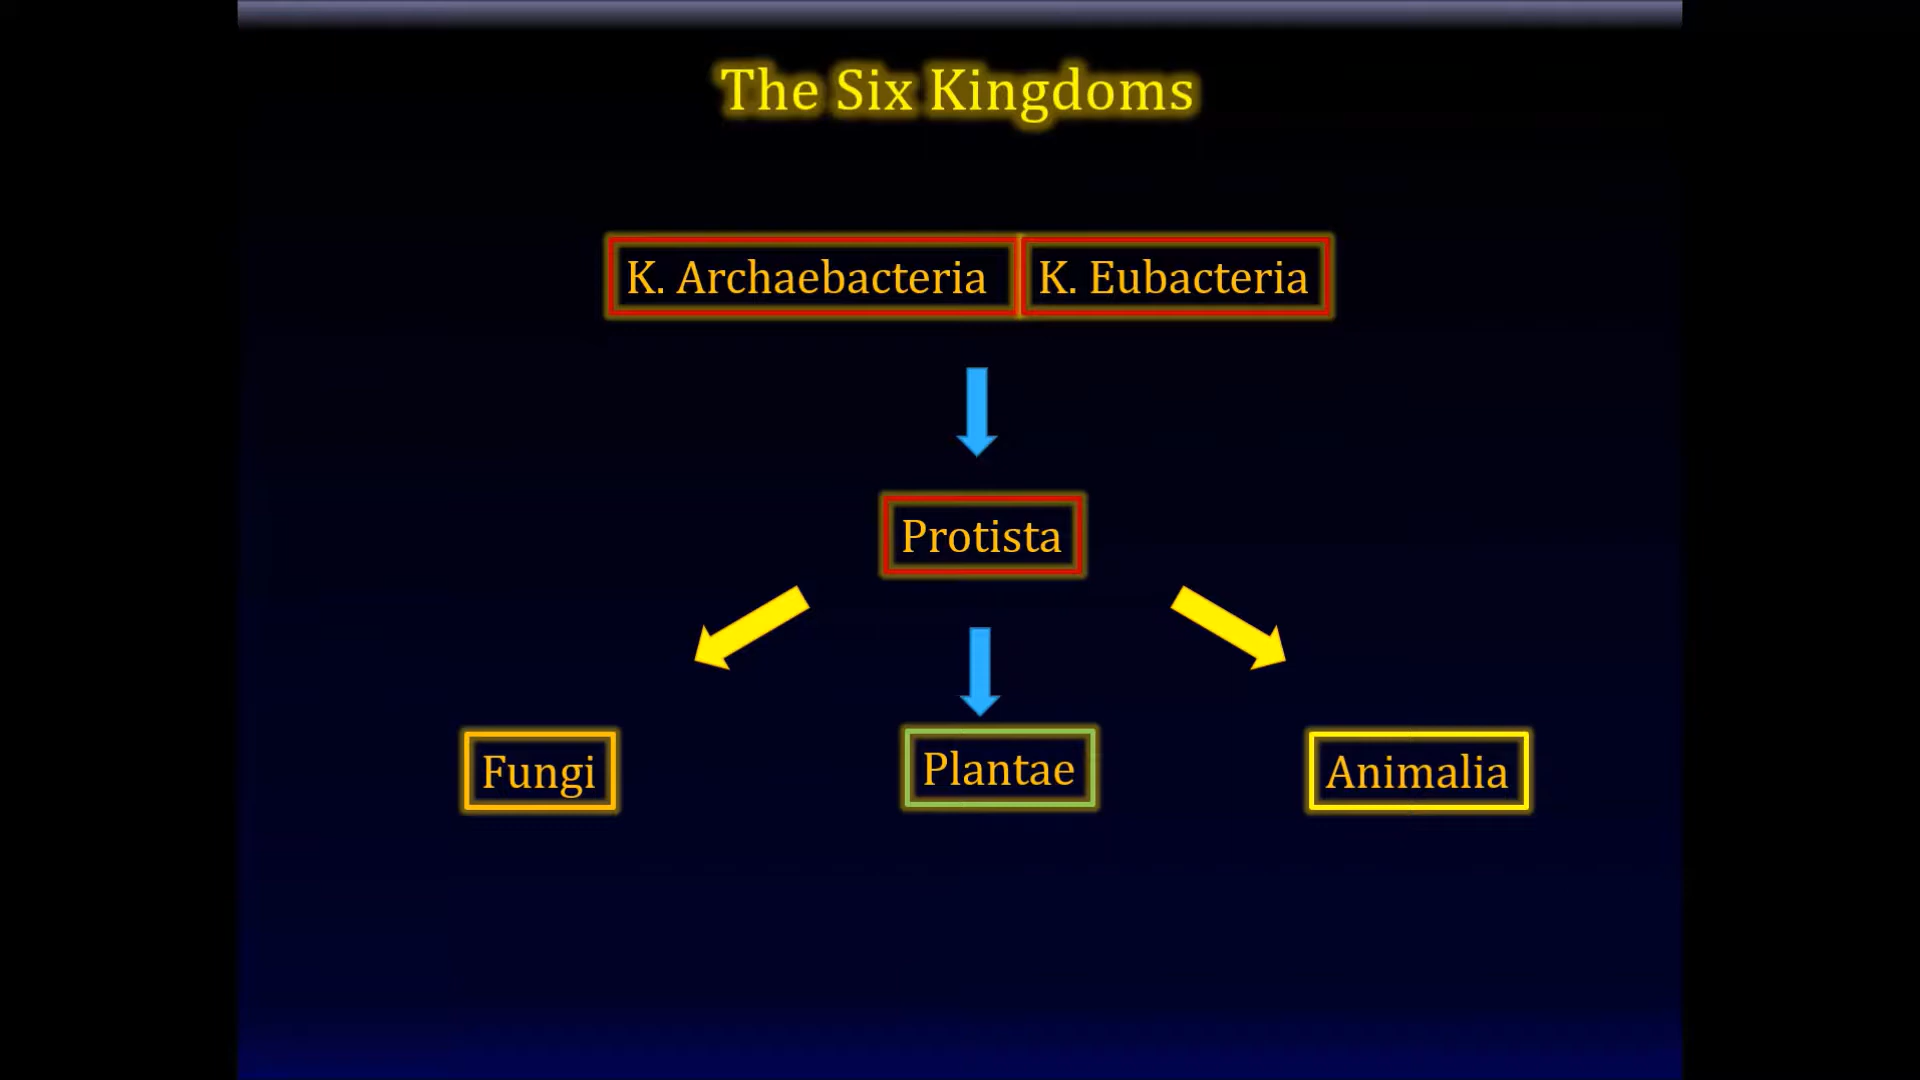 The Six Kingdoms
K. Archaebacteria K. Eubacteria
Protista
Fungi Plantae Animalia